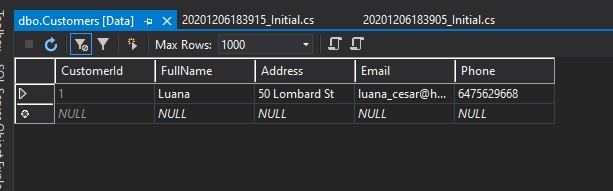 dbo.Customers [Data]
20201206183915_Initial.cs
20201206183905_Initial.cs
Max Rows:
1000
CustomerId
FullName
Address
Email
Phone
1
Luana
50 Lombard St
luana_cesar@h...
6475629668
NULL
NULL
NULL
NULL
NULL